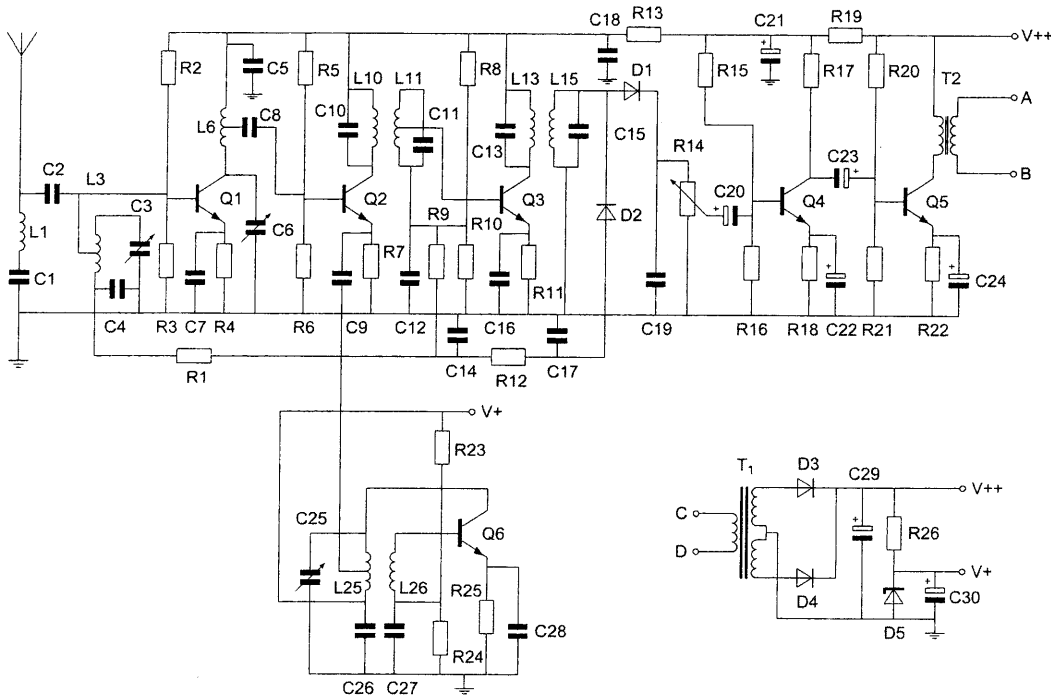 C18 R13 C21 R19
V++
R2 C5 R5 L10 L11 R8 L13 L15 D1 R15 R17 R20 T2
A
L6 C8 C10 C11 C13 C15 R14
B
C2 L3 C3 Q1 C6 Q2 R9 R10 Q3 D2 C20 + Q4 C23 + Q5
L1 C1 C4 R7 R11 + + C24
R3 C7 R4 R6 C9 C12 C16 C19 R16 R18 C22 R21 R22
R1 C14 R12 C17
V+
R23
C25 Q6
L25 L26 R25
R24 C28
C26 C27
T1 D3 C29
V++
C + R26
D V+
D4 + C30
D5